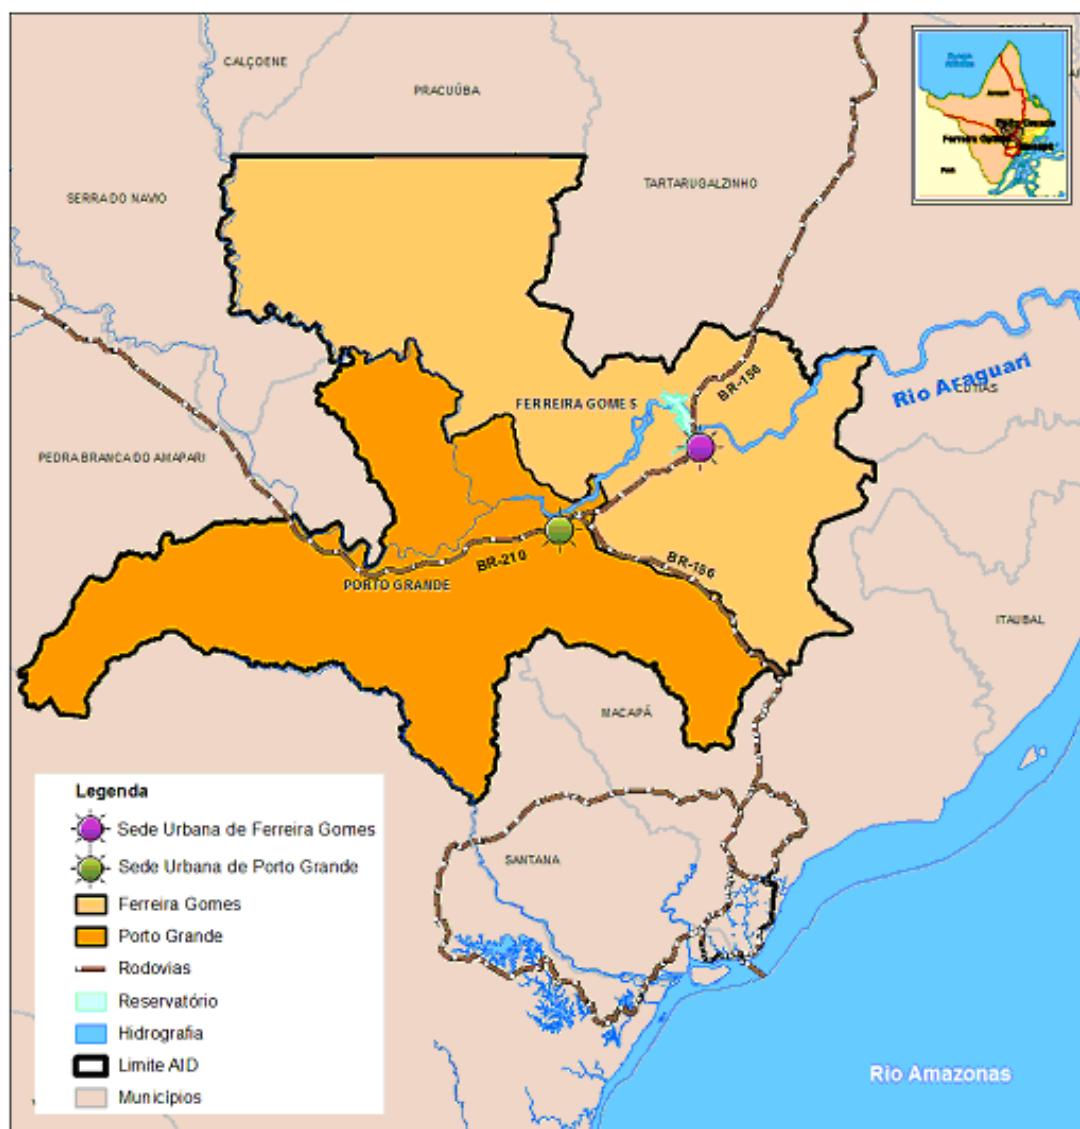 CALÇOENE
PRACUÚBA
SERRA DO NAVIO
TARTARUGALZINHO
BR-156
Rio Araguari
CUTIAS
FERREIRA GOMES
PEDRA BRANCA DO AMAPARI
BR-210
BR-156
PORTO GRANDE
ITAUBAL
MACAPÁ
SANTANA
Legenda
Sede Urbana de Ferreira Gomes
Sede Urbana de Porto Grande
Ferreira Gomes
Porto Grande
Rodovias
Reservatório
Hidrografia
Limite AID
Municípios
Rio Amazonas